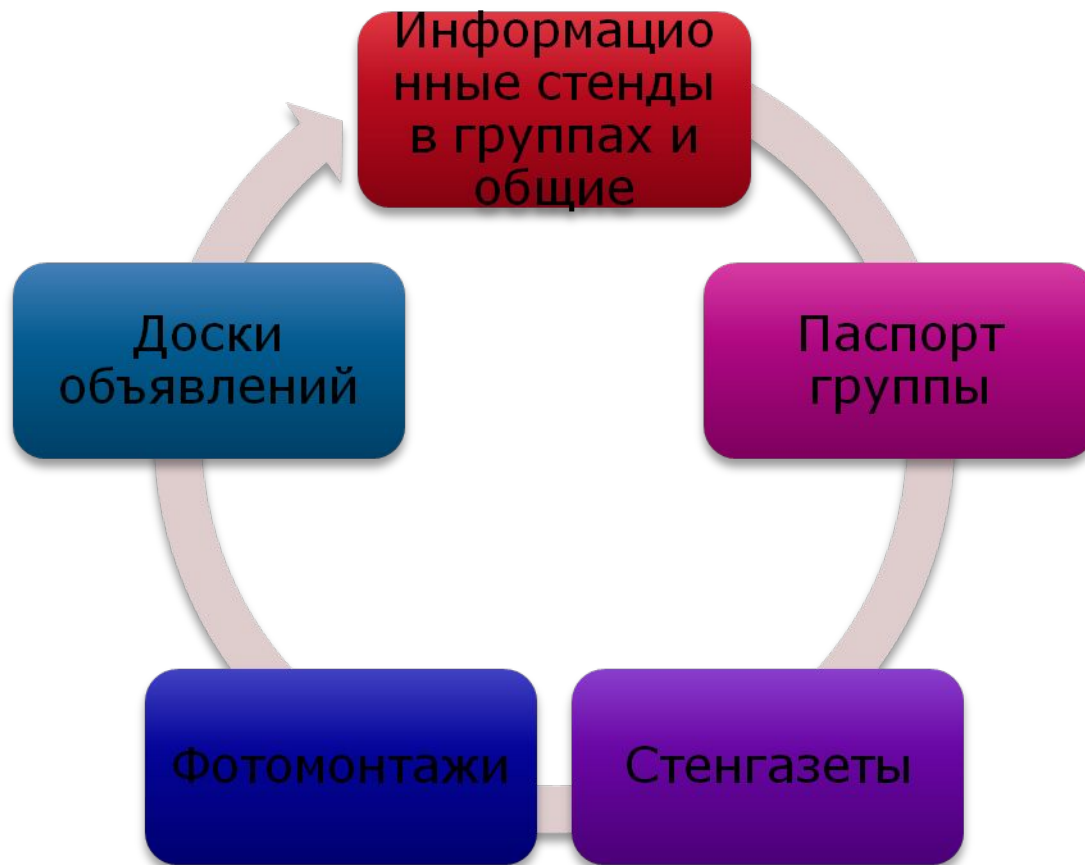 Информацио
нные стенды
в группах и
общие
Паспорт
группы
Стенгазеты
Фотомонтажи
Доски
объявлений